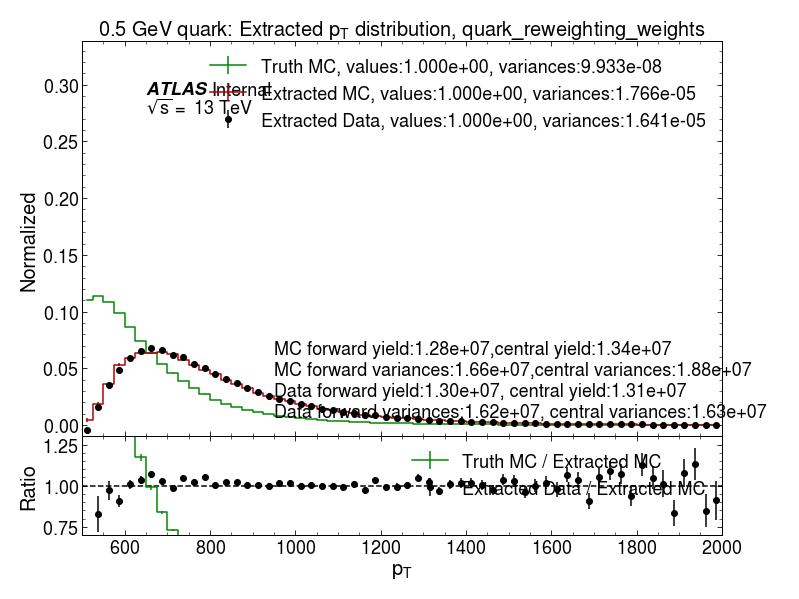 0.5 GeV quark: Extracted pT distribution, quark_reweighting_weights
Truth MC, values:1.000e+00, variances:9.933e-08
ATLAS Internal
Extracted MC, values:1.000e+00, variances:1.766e-05
√s = 13 TeV
Extracted Data, values:1.000e+00, variances:1.641e-05
Normalized
0.30
0.25
0.20
0.15
0.10
0.05
0.00
MC forward yield:1.28e+07,central yield:1.34e+07
MC forward variances:1.66e+07,central variances:1.88e+07
Data forward yield:1.30e+07, central yield:1.31e+07
Data forward variances:1.62e+07, central variances:1.63e+07
Ratio
1.25
1.00
0.75
Truth MC / Extracted MC
Extracted Data / Extracted MC
600 800 1000 1200 1400 1600 1800 2000
pT